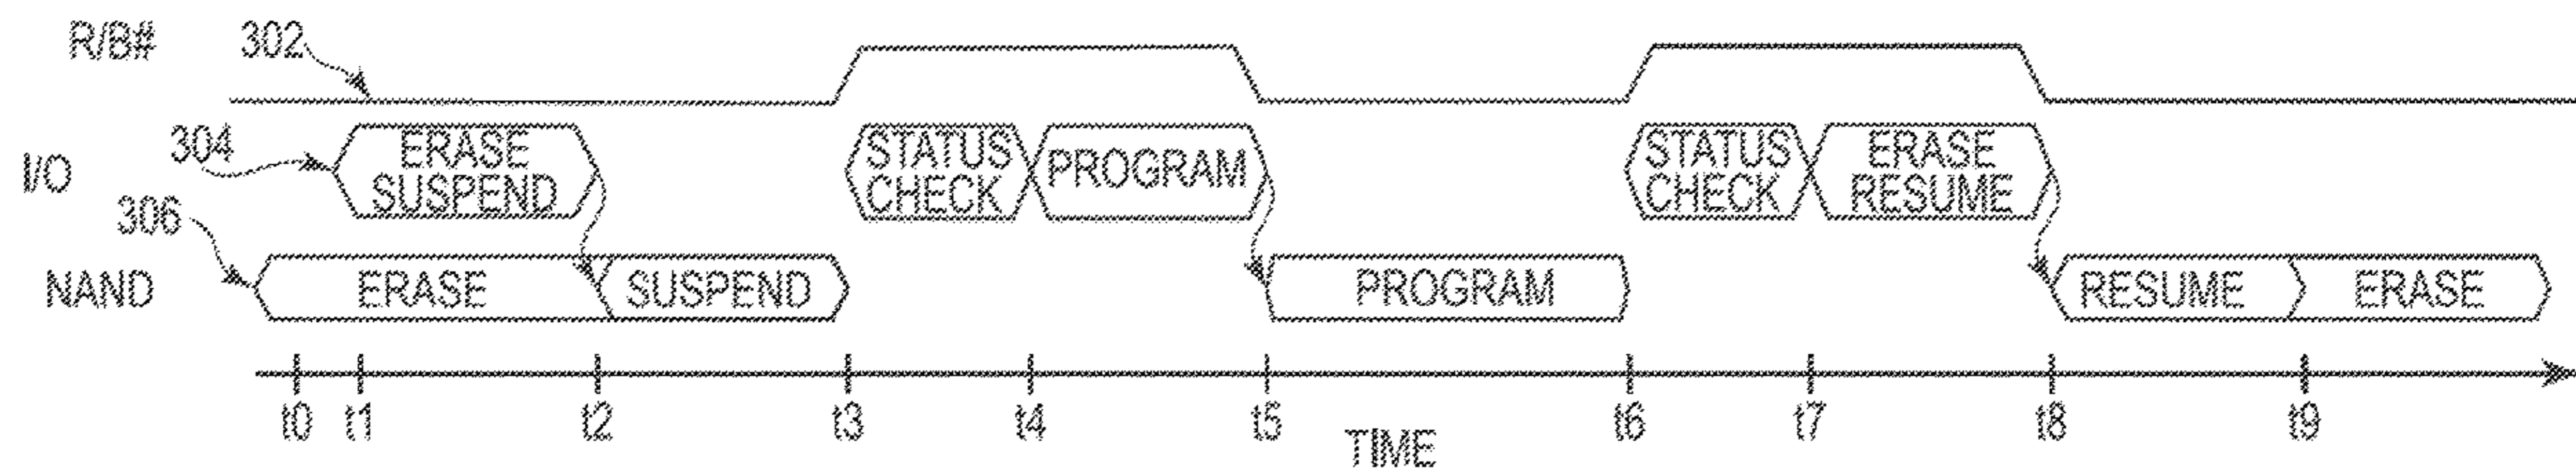 R/B# 302
304 ERASE SUSPEND STATUS CHECK PROGRAM STATUS CHECK ERASE RESUME
I/O
306
NAND ERASE SUSPEND PROGRAM RESUME ERASE
t0 t1 t2 t3 t4 t5 t6 t7 t8 t9
TIME